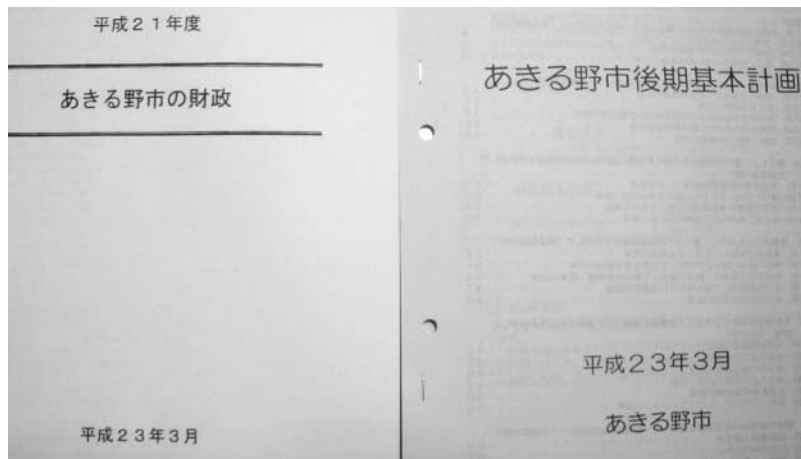 平成21年度
あきる野市の財政
平成23年3月
あきる野市後期基本計画
平成23年3月
あきる野市